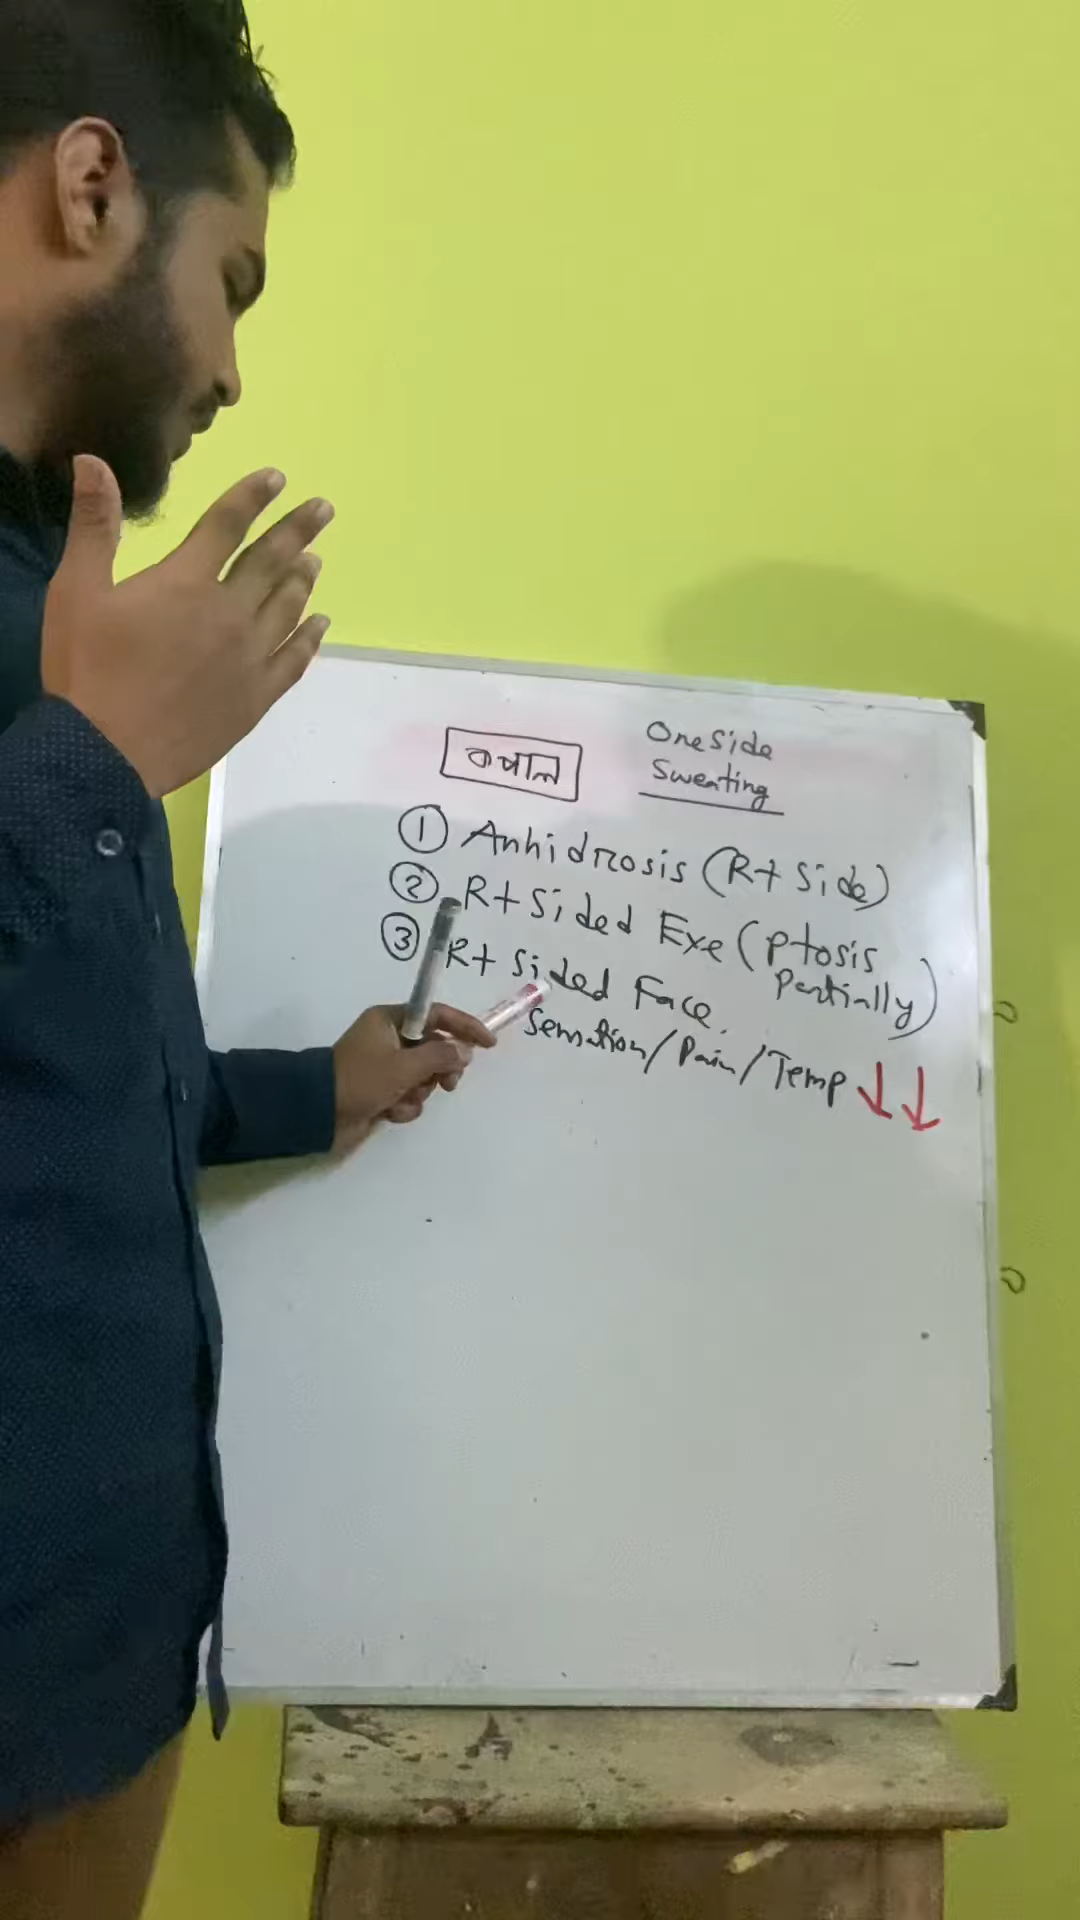 কপাল
One Side
Sweating
① Anhidrosis (Rt Side)
② Rt Sided Eye (Ptosis
Partially)
③ Rt Sided Face.
Sensation/Pain/Temp ↓↓